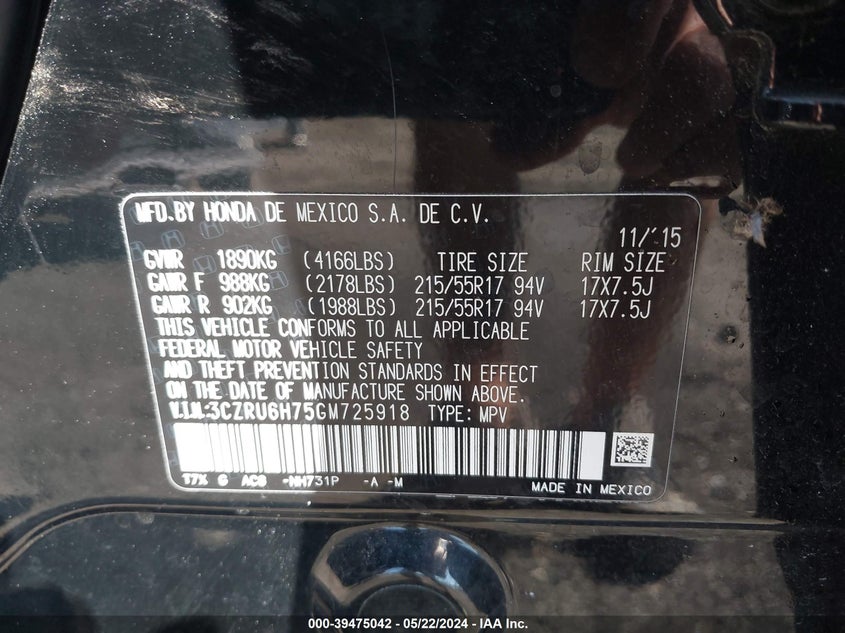 MFD.BY HONDA DE MEXICO S.A. DE C.V.
11/'15
GVWR 1890KG (4166LBS) TIRE SIZE RIM SIZE
GAWR F 988KG (2178LBS) 215/55R17 94V 17X7.5J
GAWR R 902KG (1988LBS) 215/55R17 94V 17X7.5J
THIS VEHICLE CONFORMS TO ALL APPLICABLE
FEDERAL MOTOR VEHICLE SAFETY
AND THEFT PREVENTION STANDARDS IN EFFECT
ON THE DATE OF MANUFACTURE SHOWN ABOVE.
V.I.N.:3CZRU6H75GM725918 TYPE: MPV
T7X G AC8 -NH731P -A -M
MADE IN MEXICO
000-39475042 - 05/22/2024 - IAA Inc.